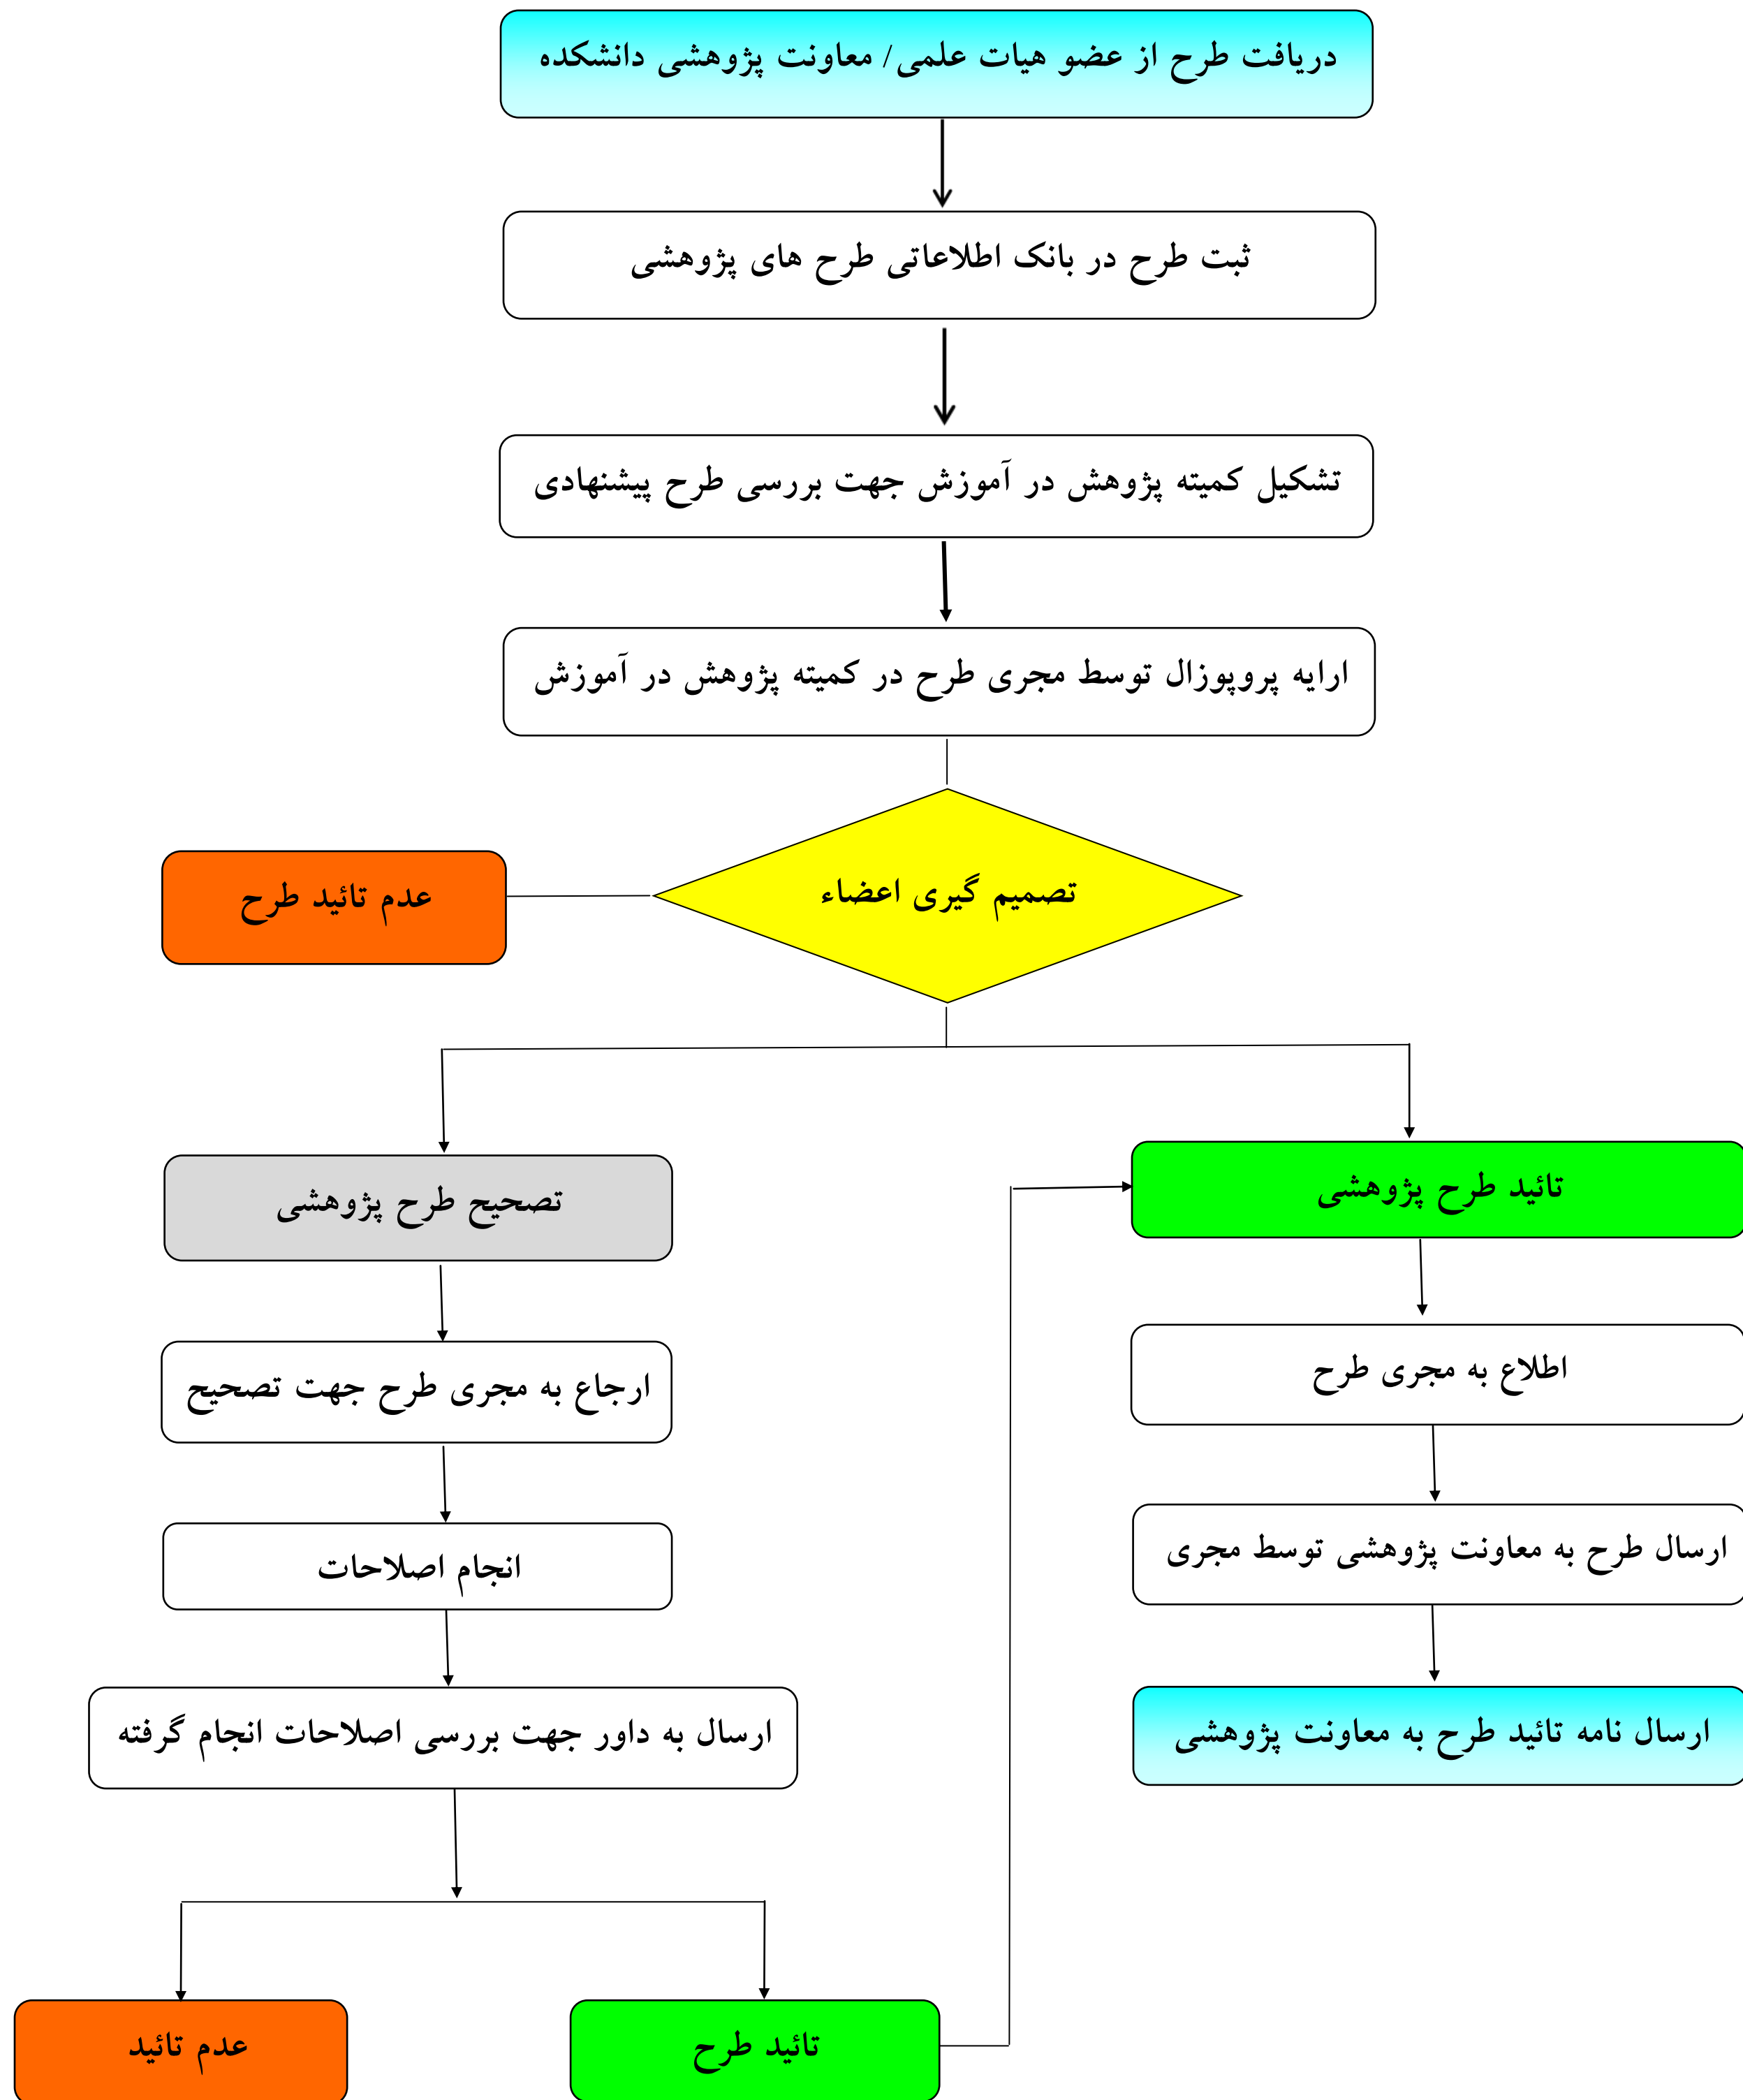 دریافت طرح از عضو هیات علمی/ معاونت پژوهشی دانشکده
ثبت طرح در بانک اطلاعاتی طرح های پژوهشی
تشکیل کمیته پژوهش در آموزش جهت بررسی طرح پیشنهادی
ارایه پروپوزال توسط مجری طرح در کمیته پژوهش در آموزش
تصمیم گیری اعضاء
عدم تائید طرح
تائید طرح پژوهشی
اطلاع به مجری طرح
ارسال طرح به معاونت پژوهشی توسط مجری
ارسال نامه تائید طرح به معاونت پژوهشی
تصحیح طرح پژوهشی
ارجاع به مجری طرح جهت تصحیح
انجام اصلاحات
ارسال به داور جهت بررسی اصلاحات انجام گرفته
تائید طرح
عدم تائید